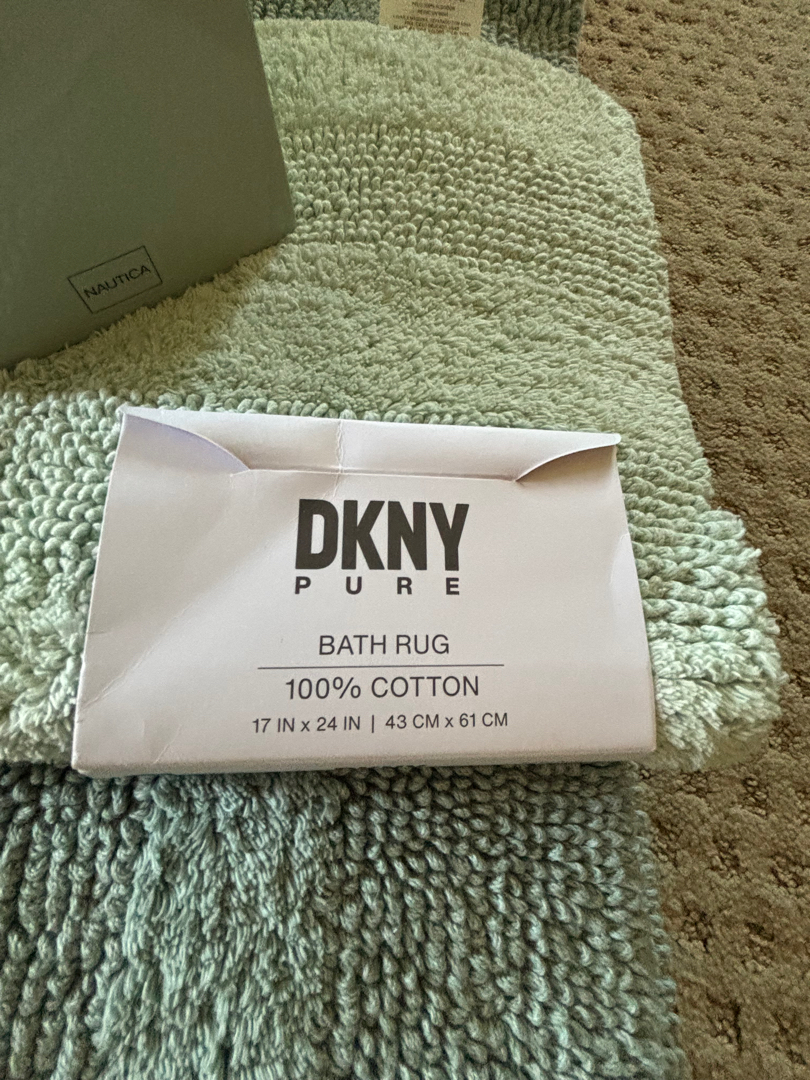 NAUTICA
DKNY
PURE
BATH RUG
100% COTTON
17 IN x 24 IN | 43 CM x 61 CM